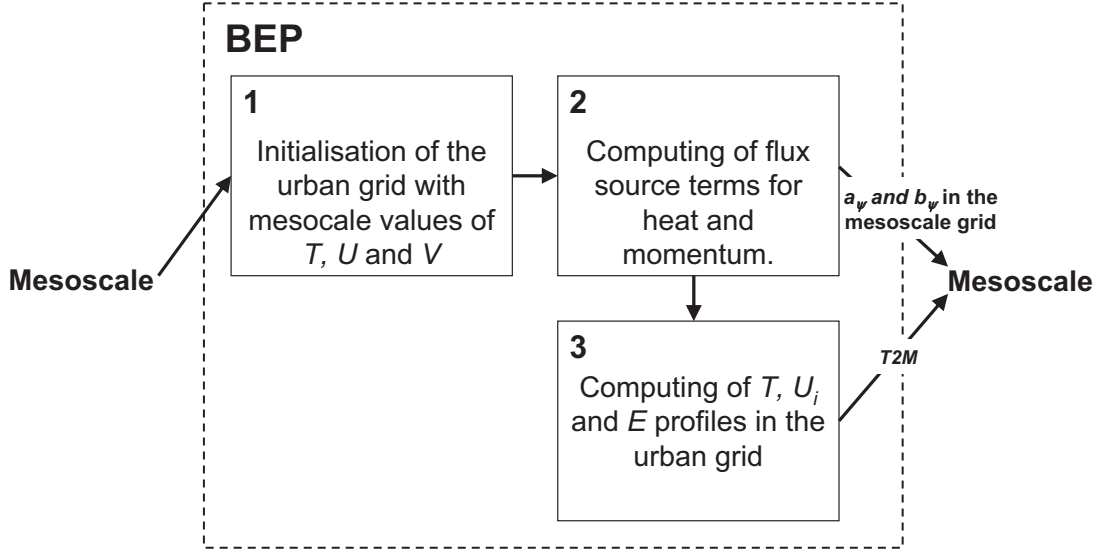 BEP
1
Initialisation of the
urban grid with
mesocale values of
T, U and V
2
Computing of flux
source terms for
heat and
momentum.
aψ and bψ in the
mesoscale grid
Mesoscale
Mesoscale
3
Computing of T, Ui
and E profiles in the
urban grid
T2M